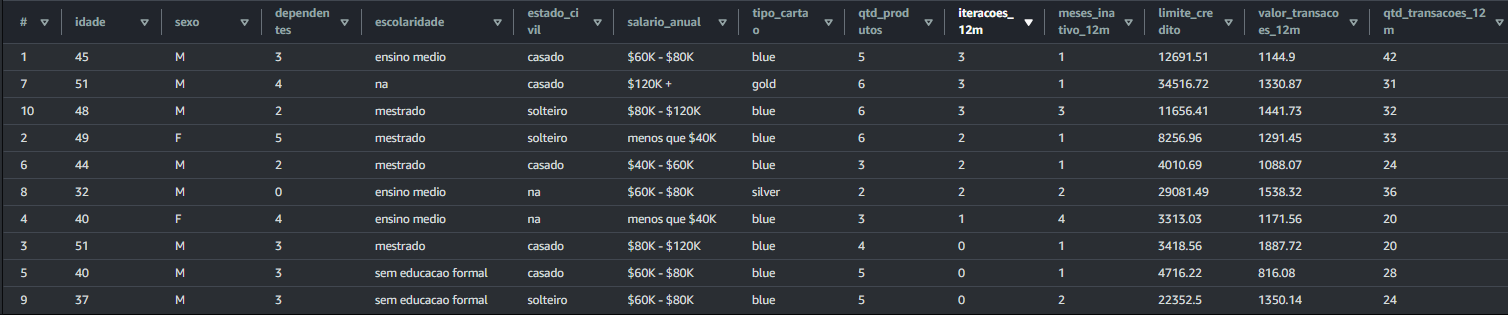 # idade sexo dependentes escolaridade estado_civil salario_anual tipo_cartao qtd_produtos iteracoes_12m meses_inativo_12m limite_credito valor_transacoes_12m qtd_transacoes_12m
1 45 M 3 ensino medio casado $60K - $80K blue 5 3 1 12691.51 1144.9 42
7 51 M 4 na casado $120K + gold 6 3 1 34516.72 1330.87 31
10 48 M 2 mestrado solteiro $80K - $120K blue 6 3 3 11656.41 1441.73 32
2 49 F 5 mestrado solteiro menos que $40K blue 6 2 1 8256.96 1291.45 33
6 44 M 2 mestrado casado $40K - $60K blue 3 2 1 4010.69 1088.07 24
8 32 M 0 ensino medio na $60K - $80K silver 2 2 2 29081.49 1538.32 36
4 40 F 4 ensino medio na menos que $40K blue 3 1 4 3313.03 1171.56 20
3 51 M 3 mestrado casado $80K - $120K blue 4 0 1 3418.56 1887.72 20
5 40 M 3 sem educacao formal casado $60K - $80K blue 5 0 1 4716.22 816.08 28
9 37 M 3 sem educacao formal solteiro $60K - $80K blue 5 0 2 22352.5 1350.14 24